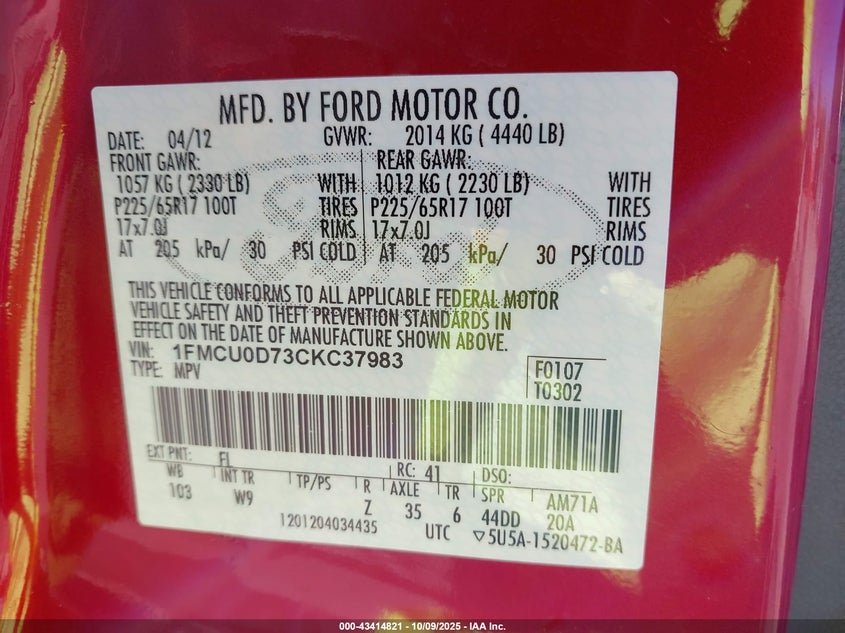 MFD. BY FORD MOTOR CO.
DATE: 04/12 GVWR: 2014 KG ( 4440 LB)
FRONT GAWR: REAR GAWR:
1057 KG ( 2330 LB) WITH 1012 KG ( 2230 LB) WITH
P225/65R17 100T TIRES P225/65R17 100T TIRES
17x7.0J RIMS 17x7.0J RIMS
AT 205 kPa/ 30 PSI COLD AT 205 kPa/ 30 PSI COLD
THIS VEHICLE CONFORMS TO ALL APPLICABLE FEDERAL MOTOR
VEHICLE SAFETY AND THEFT PREVENTION STANDARDS IN
EFFECT ON THE DATE OF MANUFACTURE SHOWN ABOVE.
VIN: 1FMCU0D73CKC37983
TYPE: MPV
F0107
T0302
EXT PNT: FL RC: 41 DSO:
WB INT TR TP/PS R AXLE TR SPR AM71A
103 W9 Z 35 6 44DD 20A
1201204034435 UTC ▽5U5A-1520472-BA
000-43414821 - 10/09/2025 - IAA Inc.